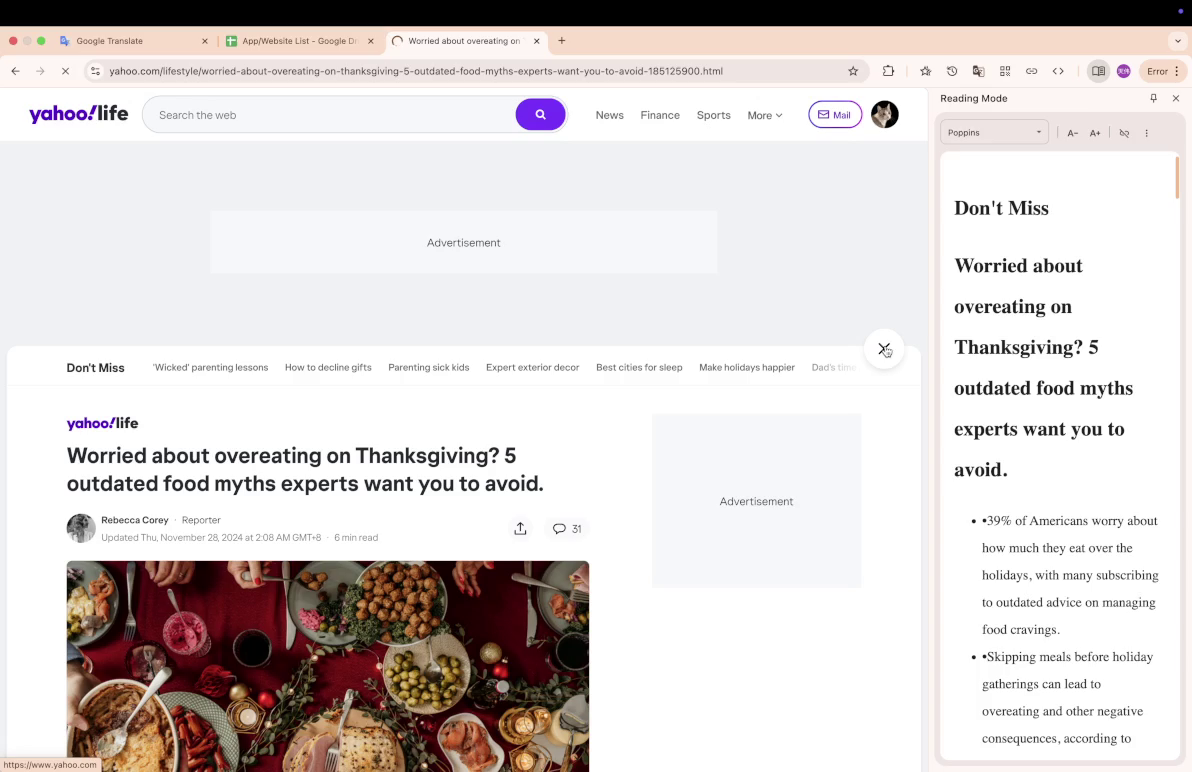 Google Translate
App/Website List - Google Dr
Worried about overeating on
yahoo.com/lifestyle/worried-about-overeating-on-thanksgiving-5-outdated-food-myths-experts-want-you-to-avoid-185125900.html
Error
yahoo!life
Search the web
News
Finance
Sports
More
Mail
Advertisement
Don't Miss
'Wicked' parenting lessons
How to decline gifts
Parenting sick kids
Expert exterior decor
Best cities for sleep
Make holidays happier
Dad's time
yahoo!life
Worried about overeating on Thanksgiving? 5
outdated food myths experts want you to avoid.
Rebecca Corey · Reporter
Updated Thu, November 28, 2024 at 2:08 AM GMT+8 · 6 min read
31
Advertisement
https://www.yahoo.com
Reading Mode
Poppins
A-
A+
Don't Miss
Worried about
overeating on
Thanksgiving? 5
outdated food myths
experts want you to
avoid.
• •39% of Americans worry about
how much they eat over the
holidays, with many subscribing
to outdated advice on managing
food cravings.
• •Skipping meals before holiday
gatherings can lead to
overeating and other negative
consequences, according to